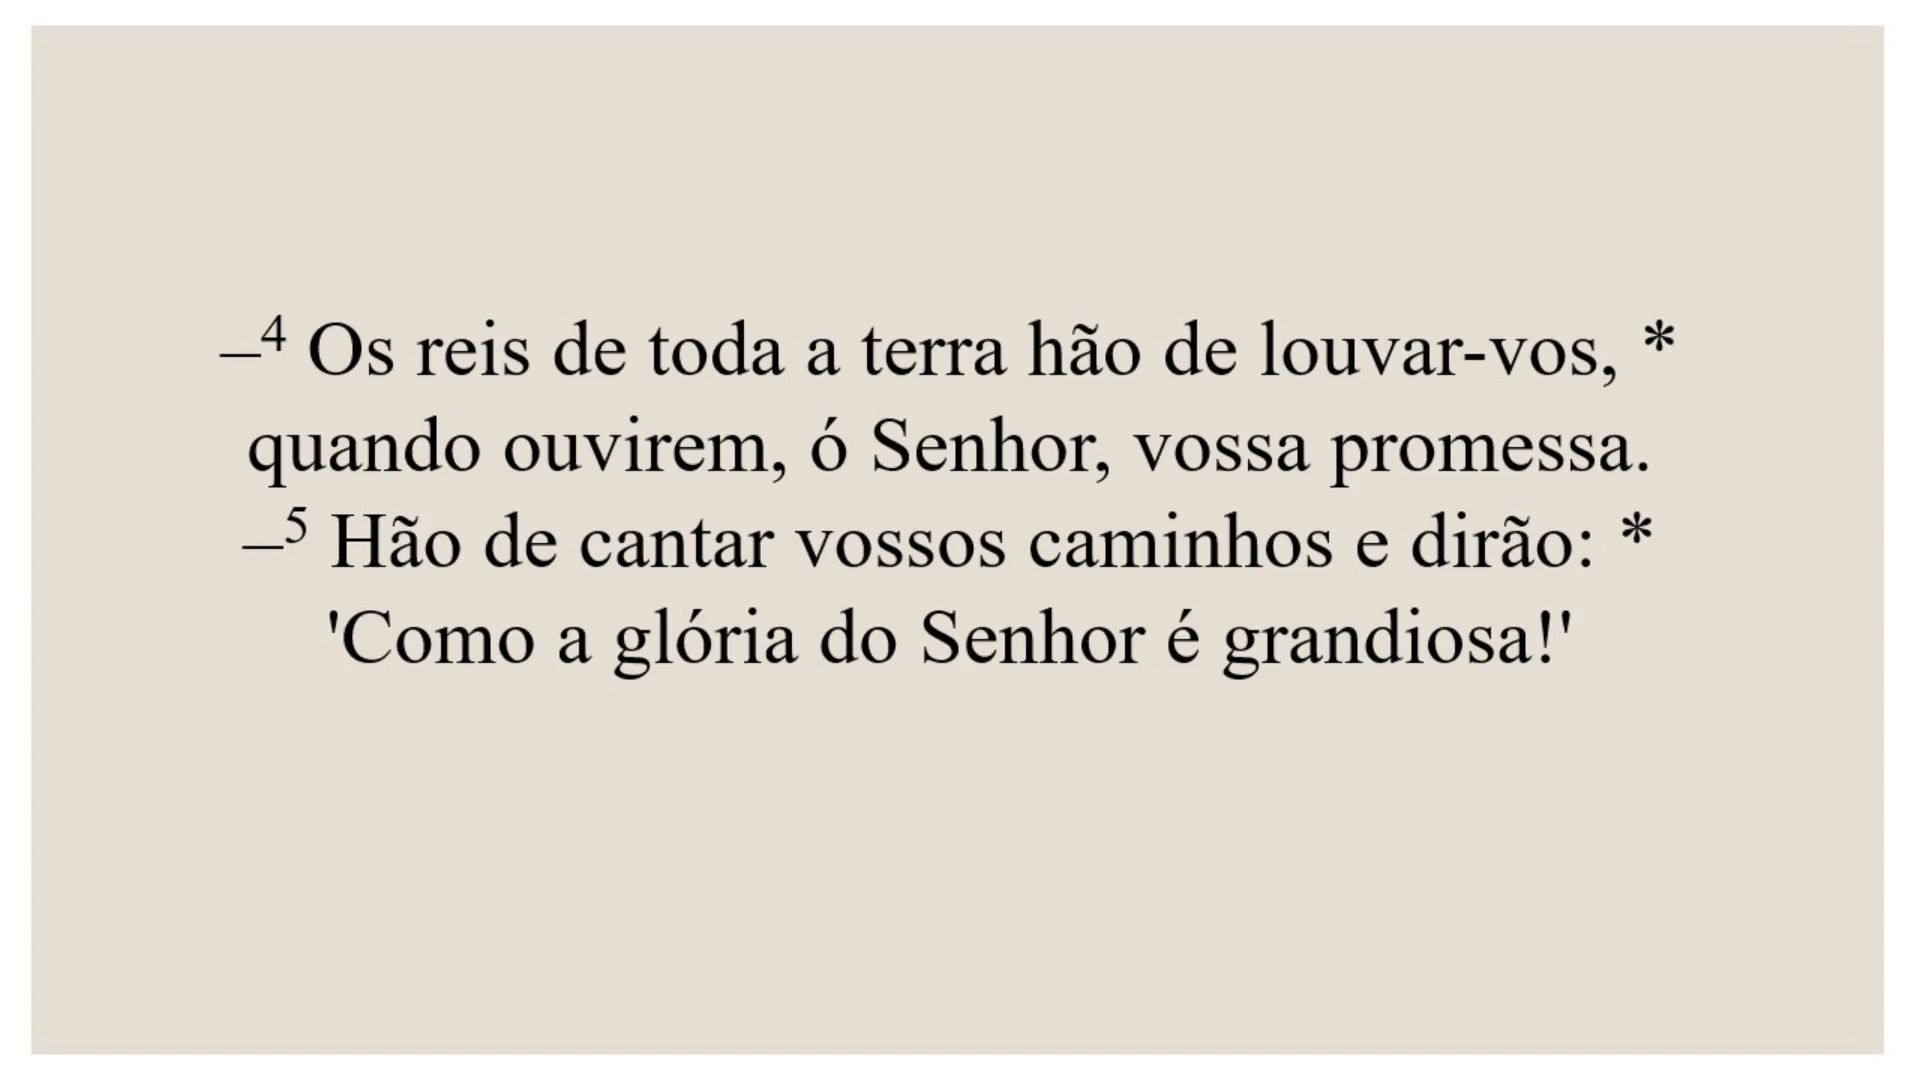 –⁴ Os reis de toda a terra hão de louvar-vos, *
quando ouvirem, ó Senhor, vossa promessa.
–⁵ Hão de cantar vossos caminhos e dirão: *
'Como a glória do Senhor é grandiosa!'